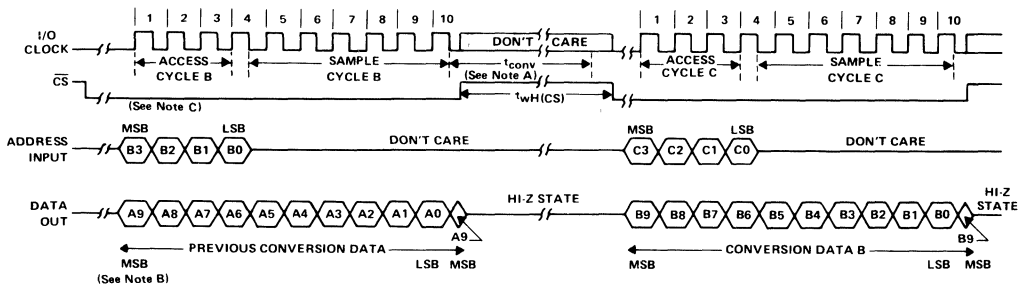 1 2 3 4 5 6 7 8 9 10 1 2 3 4 5 6 7 8 9 10
I/O
CLOCK
DON'T CARE
ACCESS
CYCLE B
SAMPLE
CYCLE B
tconv
(See Note A)
ACCESS
CYCLE C
SAMPLE
CYCLE C
CS
(See Note C)
twH(CS)
MSB LSB MSB LSB
ADDRESS
INPUT
B3 B2 B1 B0 DON'T CARE C3 C2 C1 C0 DON'T CARE
DATA
OUT
A9 A8 A7 A6 A5 A4 A3 A2 A1 A0
A9
HI-Z STATE
B9 B8 B7 B6 B5 B4 B3 B2 B1 B0
B9
HI-Z
STATE
PREVIOUS CONVERSION DATA CONVERSION DATA B
MSB LSB MSB MSB LSB MSB
(See Note B)